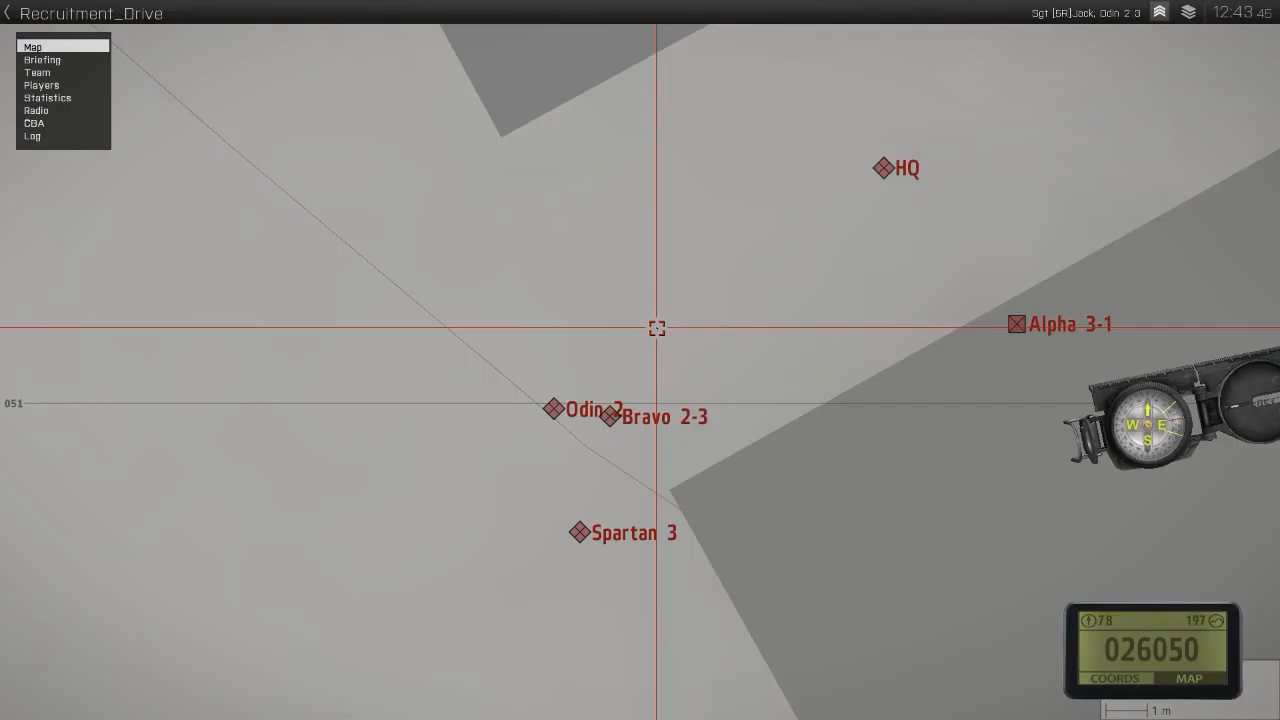 Recruitment_Drive
Sgt [6R]Jack, Odin 2 3
12:43 45
Map
Briefing
Team
Players
Statistics
Radio
CBA
Log
HQ
Alpha 3-1
051
Odin 2
Bravo 2-3
W E
S
Spartan 3
78 197
026050
COORDS MAP
1 m